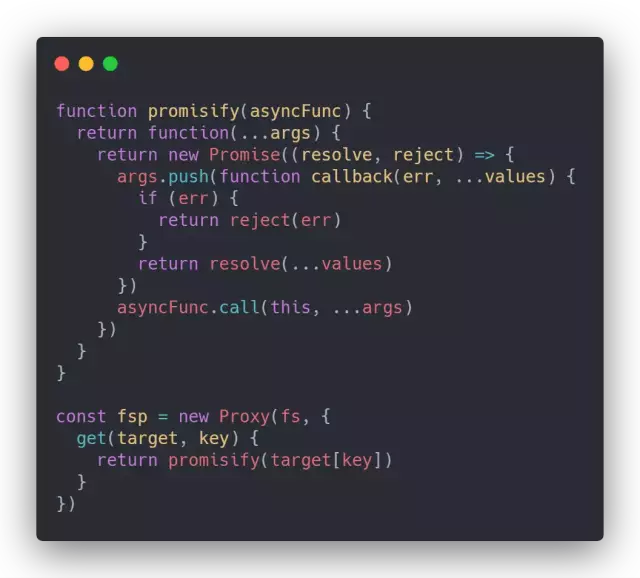 function promisify(asyncFunc) {
  return function(...args) {
    return new Promise((resolve, reject) => {
      args.push(function callback(err, ...values) {
        if (err) {
          return reject(err)
        }
        return resolve(...values)
      })
      asyncFunc.call(this, ...args)
    })
  }
}

const fsp = new Proxy(fs, {
  get(target, key) {
    return promisify(target[key])
  }
})